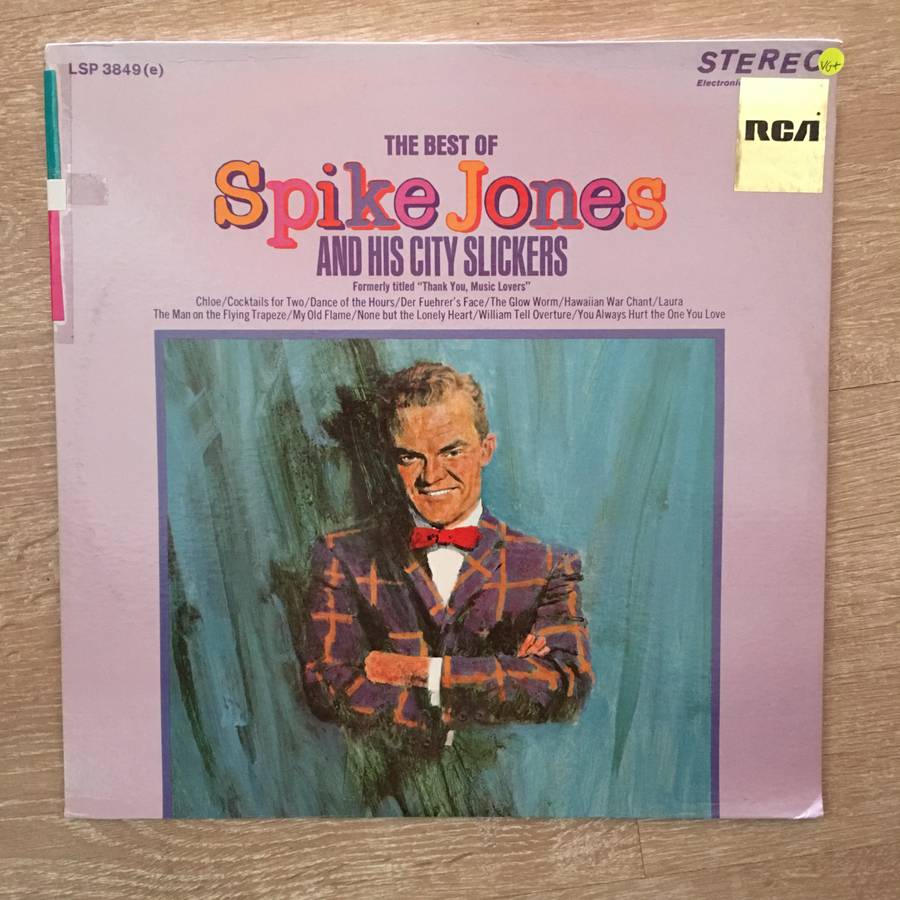 LSP 3849(e)
STEREO
VG+
Electronic
RCA
THE BEST OF
Spike Jones
AND HIS CITY SLICKERS
Formerly titled "Thank You, Music Lovers"
Chloe/Cocktails for Two/Dance of the Hours/Der Fuehrer's Face/The Glow Worm/Hawaiian War Chant/Laura
The Man on the Flying Trapeze/My Old Flame/None but the Lonely Heart/William Tell Overture/You Always Hurt the One You Love